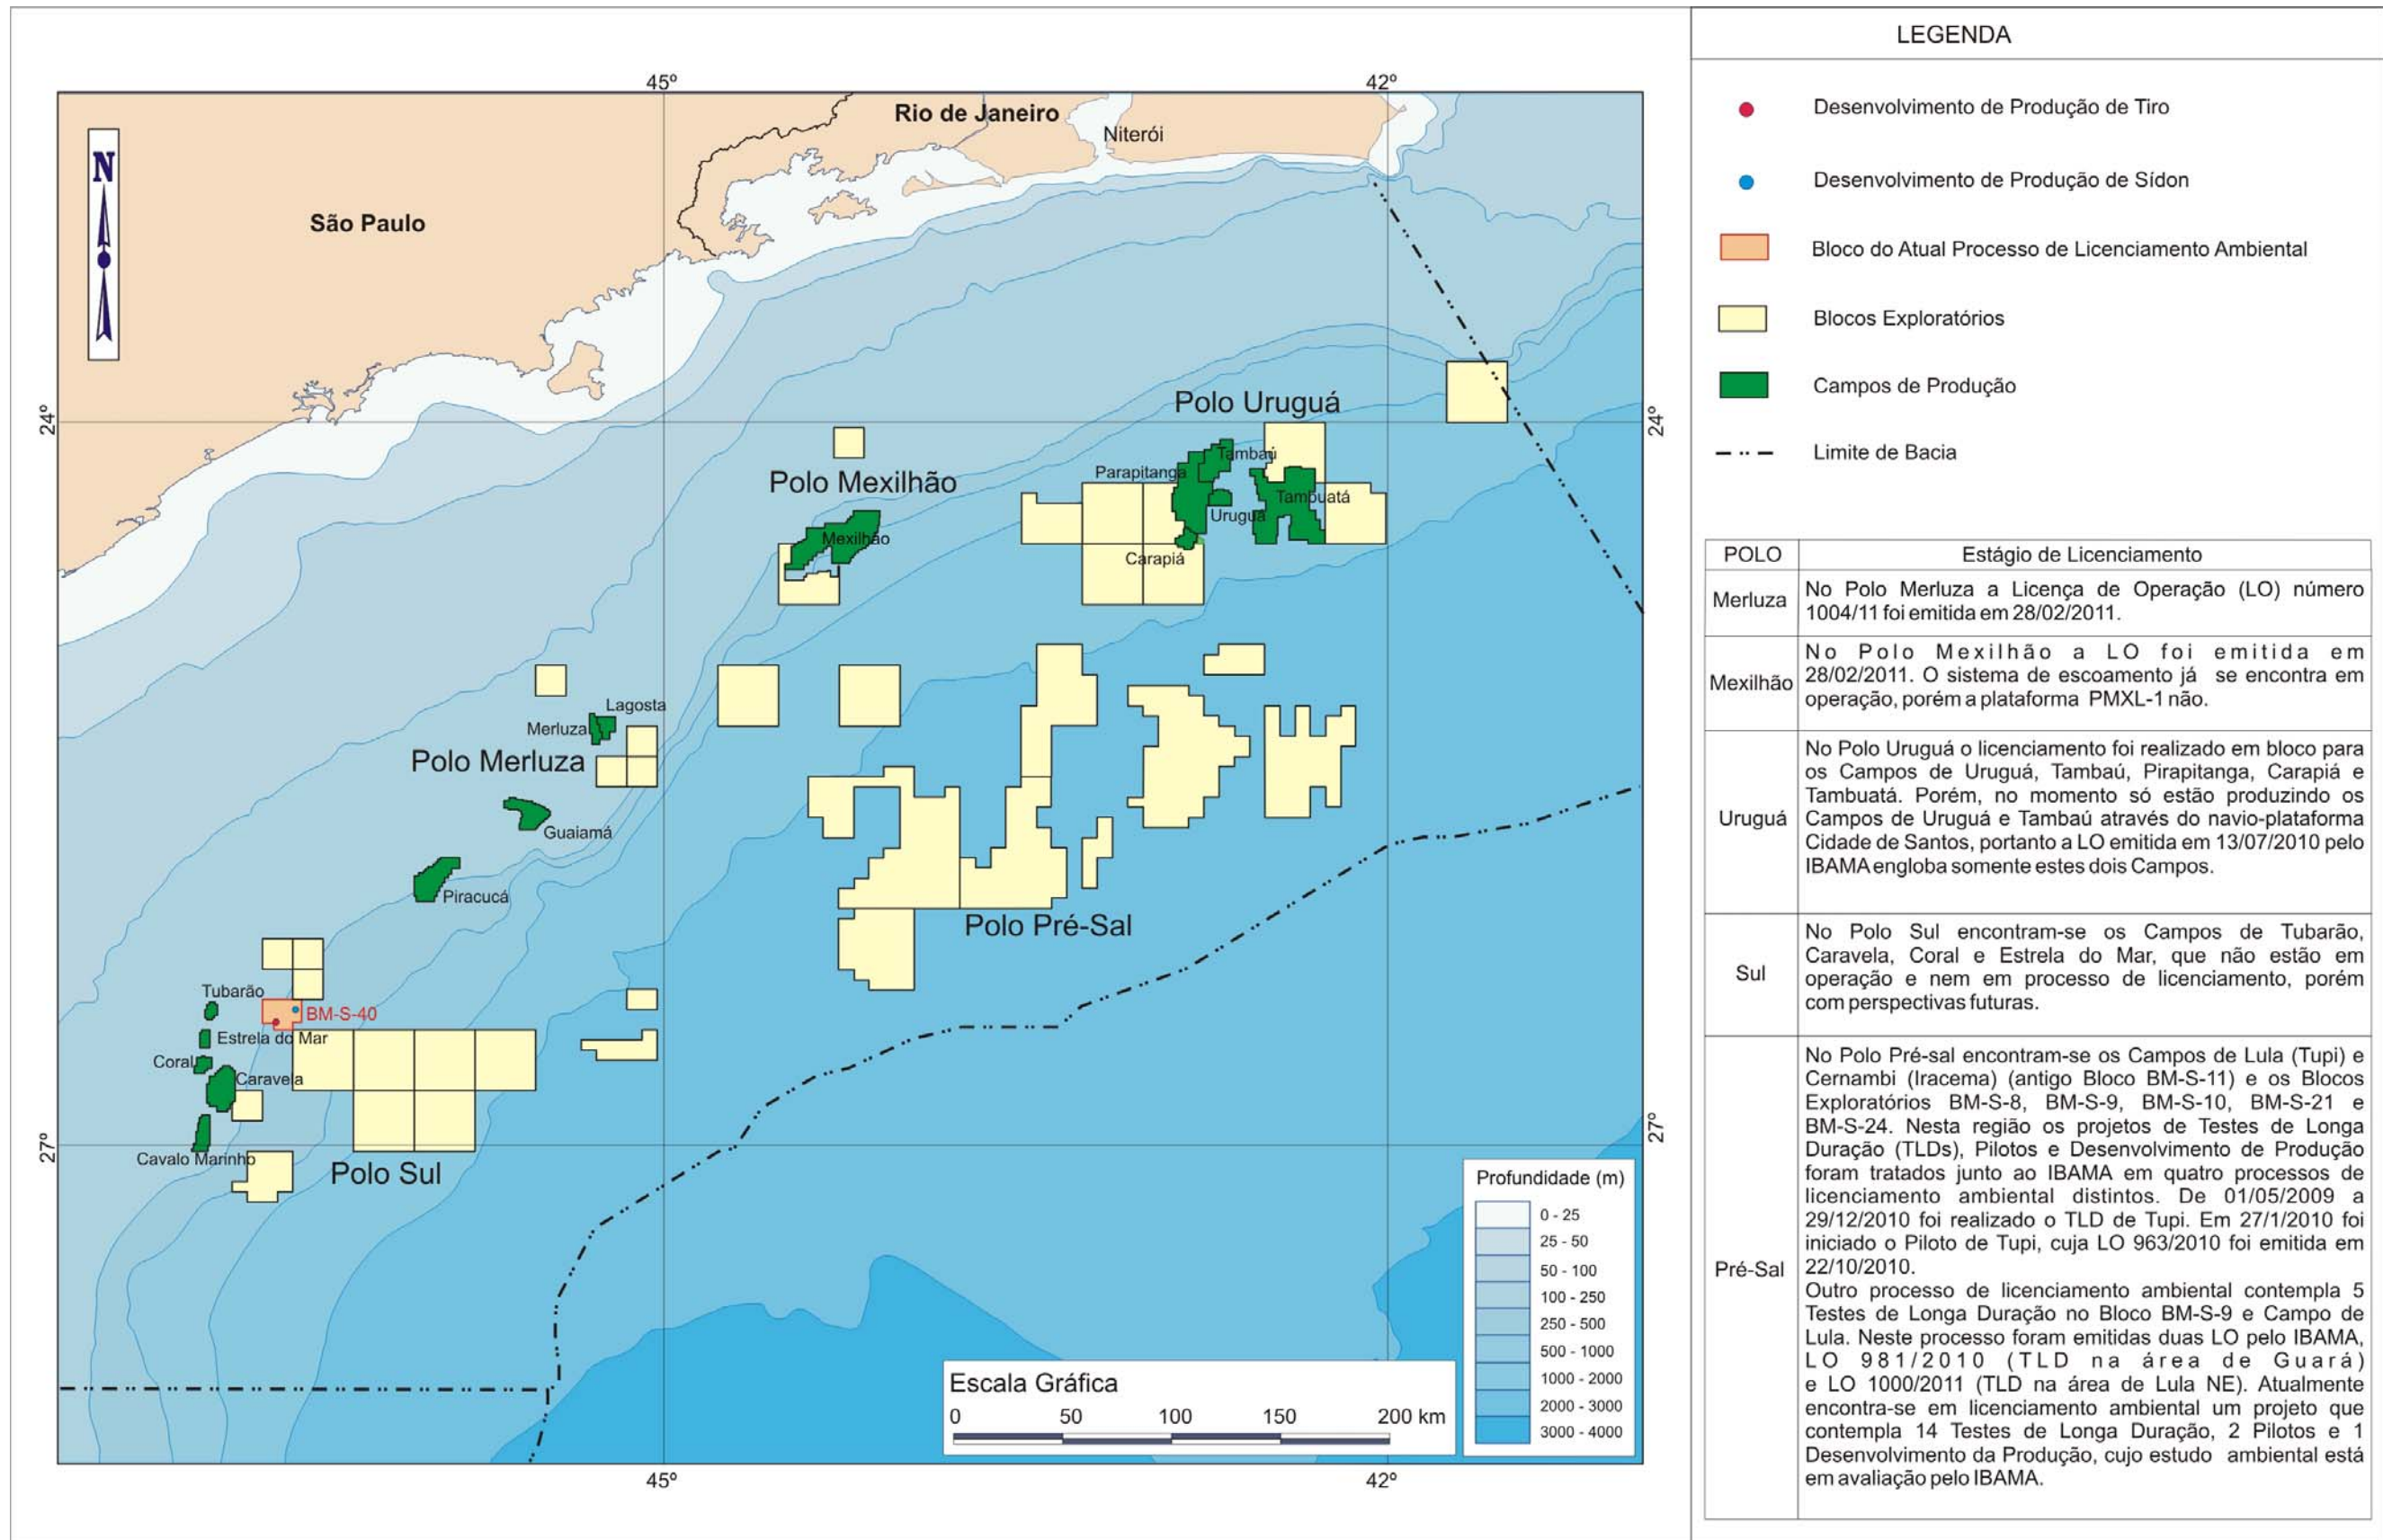 45º
42º
Rio de Janeiro
Niterói
N
São Paulo
24º
24º
Polo Uruguá
Tambaú
Parapitanga
Polo Mexilhão
Tambuatá
Uruguá
Mexilhão
Carapiá
Lagosta
Merluza
Polo Merluza
Guaiamá
Piracucá
Polo Pré-Sal
Tubarão
BM-S-40
Estrela do Mar
Coral
Caravela
27º
27º
Cavalo Marinho
Polo Sul
Profundidade (m)
0 - 25
25 - 50
50 - 100
100 - 250
250 - 500
500 - 1000
1000 - 2000
2000 - 3000
3000 - 4000
Escala Gráfica
0 50 100 150 200 km
45º
42º
LEGENDA
Desenvolvimento de Produção de Tiro
Desenvolvimento de Produção de Sídon
Bloco do Atual Processo de Licenciamento Ambiental
Blocos Exploratórios
Campos de Produção
Limite de Bacia
POLO Estágio de Licenciamento
Merluza
No Polo Merluza a Licença de Operação (LO) número
1004/11 foi emitida em 28/02/2011.
Mexilhão
No Polo Mexilhão a LO foi emitida em
28/02/2011. O sistema de escoamento já se encontra em
operação, porém a plataforma PMXL-1 não.
Uruguá
No Polo Uruguá o licenciamento foi realizado em bloco para
os Campos de Uruguá, Tambaú, Pirapitanga, Carapiá e
Tambuatá. Porém, no momento só estão produzindo os
Campos de Uruguá e Tambaú através do navio-plataforma
Cidade de Santos, portanto a LO emitida em 13/07/2010 pelo
IBAMA engloba somente estes dois Campos.
Sul
No Polo Sul encontram-se os Campos de Tubarão,
Caravela, Coral e Estrela do Mar, que não estão em
operação e nem em processo de licenciamento, porém
com perspectivas futuras.
Pré-Sal
No Polo Pré-sal encontram-se os Campos de Lula (Tupi) e
Cernambi (Iracema) (antigo Bloco BM-S-11) e os Blocos
Exploratórios BM-S-8, BM-S-9, BM-S-10, BM-S-21 e
BM-S-24. Nesta região os projetos de Testes de Longa
Duração (TLDs), Pilotos e Desenvolvimento de Produção
foram tratados junto ao IBAMA em quatro processos de
licenciamento ambiental distintos. De 01/05/2009 a
29/12/2010 foi realizado o TLD de Tupi. Em 27/1/2010 foi
iniciado o Piloto de Tupi, cuja LO 963/2010 foi emitida em
22/10/2010.
Outro processo de licenciamento ambiental contempla 5
Testes de Longa Duração no Bloco BM-S-9 e Campo de
Lula. Neste processo foram emitidas duas LO pelo IBAMA,
LO 981/2010 (TLD na área de Guará)
e LO 1000/2011 (TLD na área de Lula NE). Atualmente
encontra-se em licenciamento ambiental um projeto que
contempla 14 Testes de Longa Duração, 2 Pilotos e 1
Desenvolvimento da Produção, cujo estudo ambiental está
em avaliação pelo IBAMA.